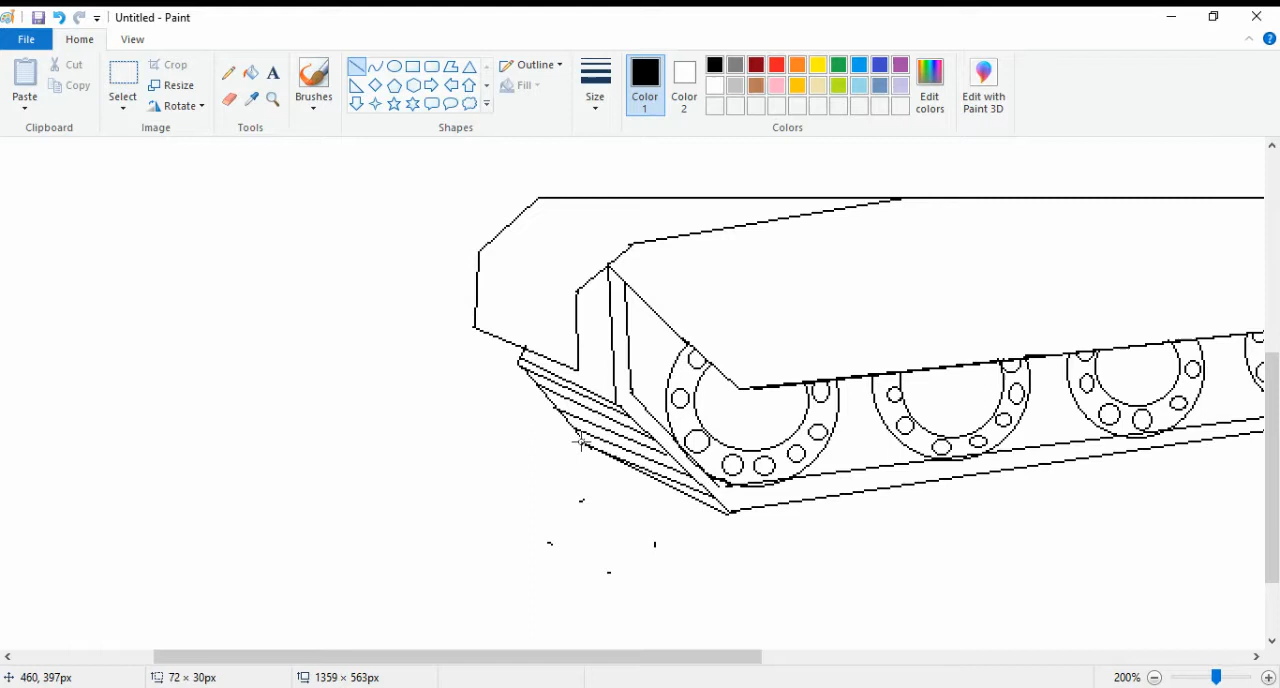 Untitled - Paint
File Home View
Paste Cut Copy
Clipboard
Select Crop Resize Rotate
Image
Tools
Brushes
Outline Fill
Shapes
Size
Color 1 Color 2
Edit colors
Colors
Edit with Paint 3D
460, 397px 72 × 30px 1359 × 563px 200%